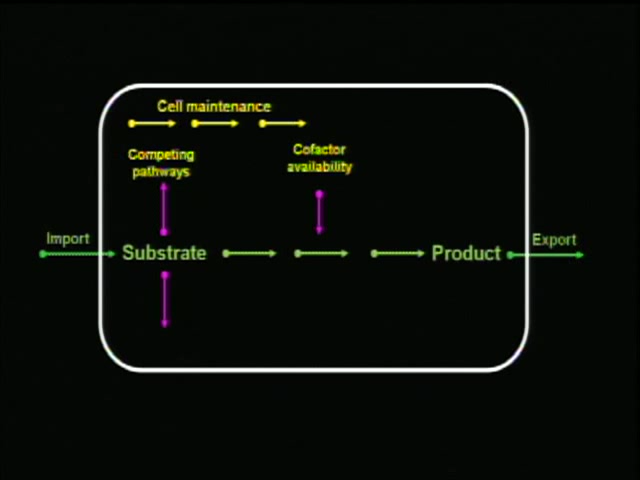 Cell maintenance
Competing
pathways
Cofactor
availability
Import
Substrate
Product
Export